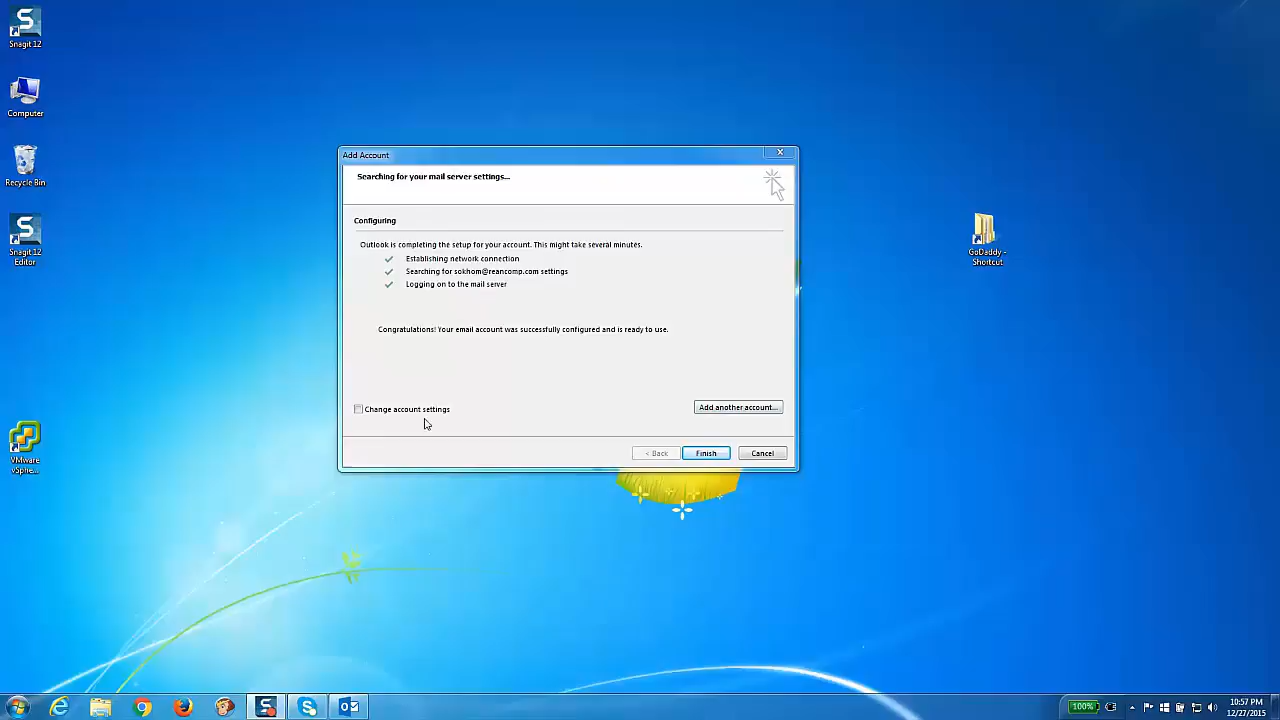 Snagit 12
Computer
Recycle Bin
Snagit 12
Editor
VMware
vSphe...
GoDaddy -
Shortcut
Add Account
Searching for your mail server settings...
Configuring
Outlook is completing the setup for your account. This might take several minutes.
Establishing network connection
Searching for sokhom@reancomp.com settings
Logging on to the mail server
Congratulations! Your email account was successfully configured and is ready to use.
Change account settings
Add another account...
< Back
Finish
Cancel
100%
10:57 PM
12/27/2015